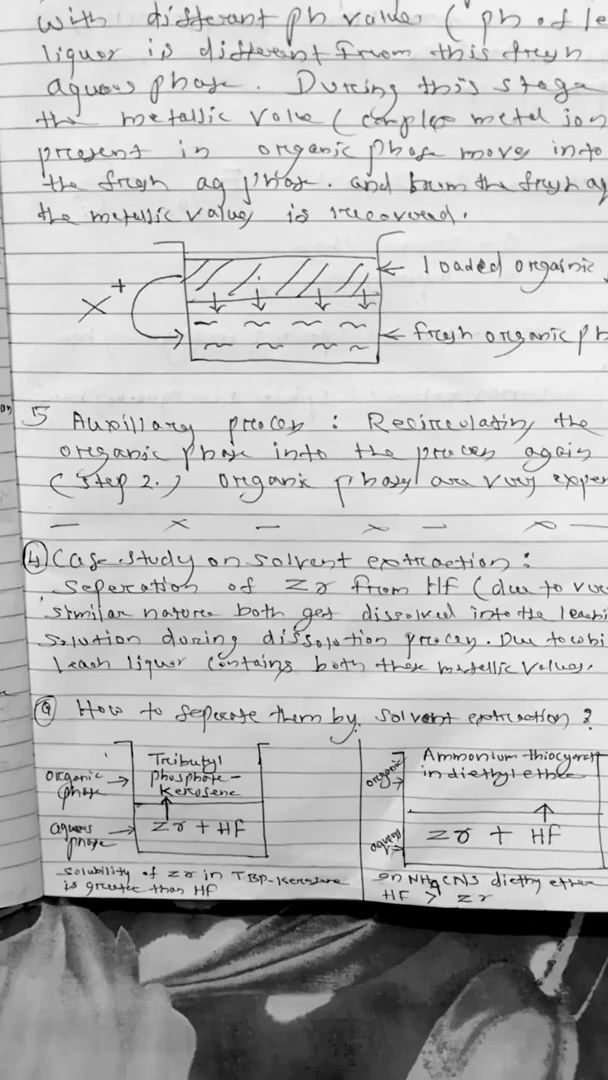 with different ph value ( ph of le
liquor is different from this fresh
aqueous phase. During this stage
the metallic value (complex metal ion
present in organic phase moves into
the fresh aq phase. and from the fresh aq
the metallic values is recovered.
loaded organic
X+
fresh organic ph
5 Auxillary process : Recirculating the
organic phase into the process again
(step 2.) organic phases are very expen
— x — x — x —
④ Case study on solvent extraction :
Seperation of Zr from Hf (due to very
similar nature both get dissolved into the leachi
solution during dissolution process. Due to whi
leach liquor contains both these metallic values.
Q How to seperate them by solvent extraction ?
organic phase → Tributyl phosphate - kerosene
aqueous phase → Zr + Hf
solubility of Zr in TBP-kerosene
is greater than Hf
organic → Ammonium thiocyanat
in diethyl ether
aqueous → Zr + Hf
on NH4CNS diethy ether
Hf > Zr